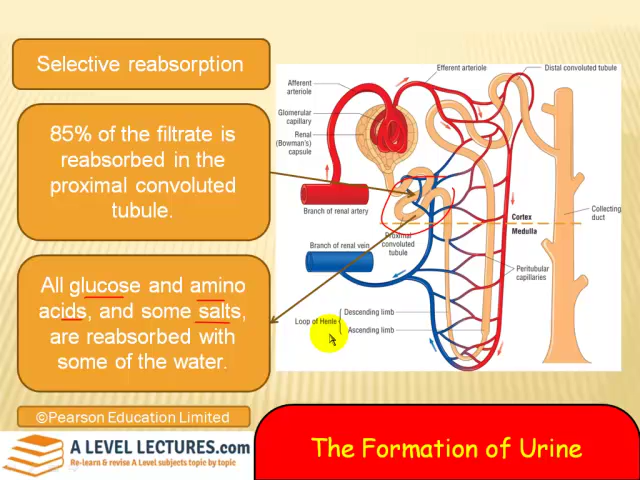 Selective reabsorption
85% of the filtrate is
reabsorbed in the
proximal convoluted
tubule.
All glucose and amino
acids, and some salts,
are reabsorbed with
some of the water.
©Pearson Education Limited
Efferent arteriole
Distal convoluted tubule
Afferent
arteriole
Glomerular
capillary
Renal
(Bowman's)
capsule
Branch of renal artery
Proximal
convoluted
tubule
Branch of renal vein
Cortex
Medulla
Collecting
duct
Peritubular
capillaries
Loop of Henle
Descending limb
Ascending limb
A LEVEL LECTURES.com
Re-learn & revise A Level subjects topic by topic
The Formation of Urine